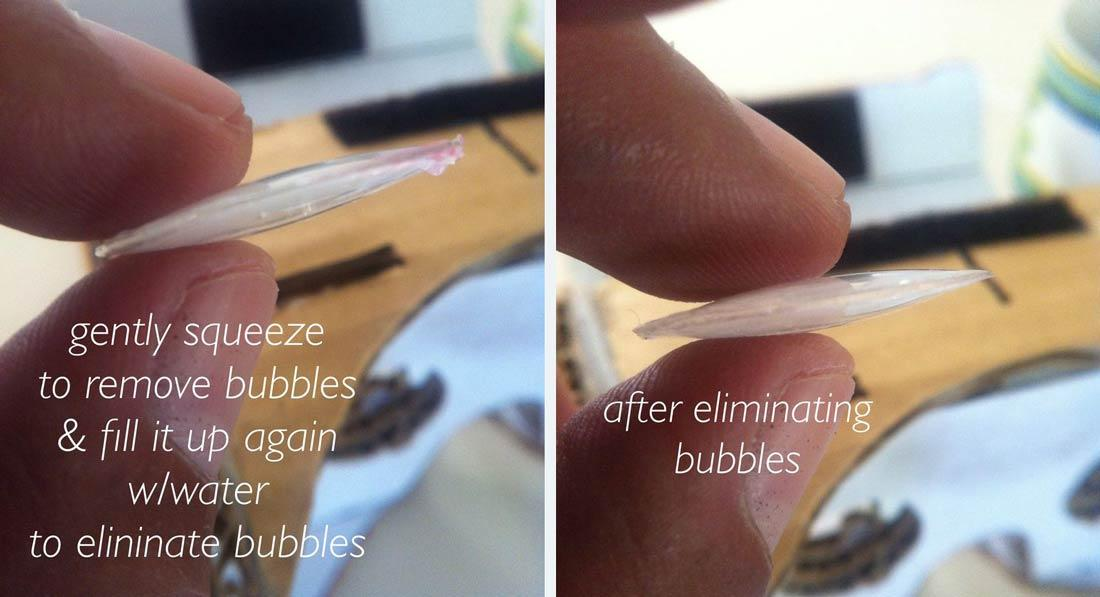 gently squeeze
to remove bubbles
& fill it up again
w/water
to elininate bubbles
after eliminating
bubbles